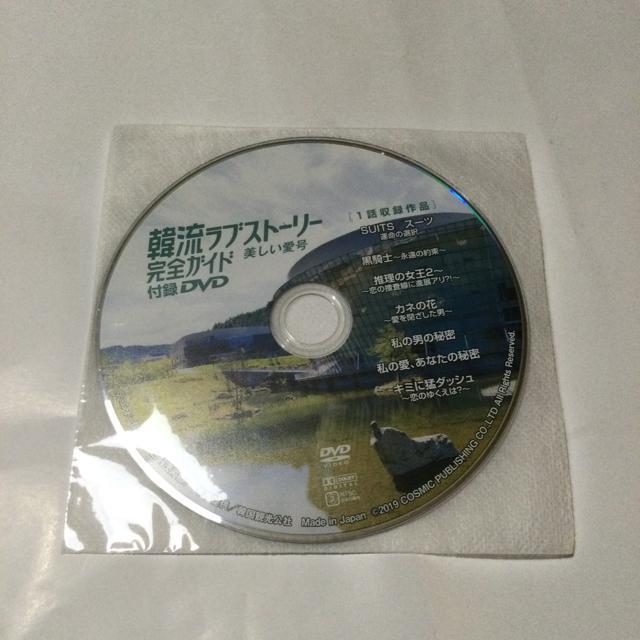 韓流ラブストーリー
完全ガイド 美しい愛号
付録DVD
[1話収録作品]
SUITS スーツ
運命の選択
黒騎士~永遠の約束~
推理の女王2~
~恋の捜査線に進展アリ?!~
カネの花
~愛を閉ざした男~
私の男の秘密
私の愛、あなたの秘密
キミに猛ダッシュ
~恋のゆくえは?~
DVD
VIDEO
DOLBY
DIGITAL
/韓国観光公社 Made in Japan ©2019 COSMIC PUBLISHING CO.,LTD All Rights Reserved.